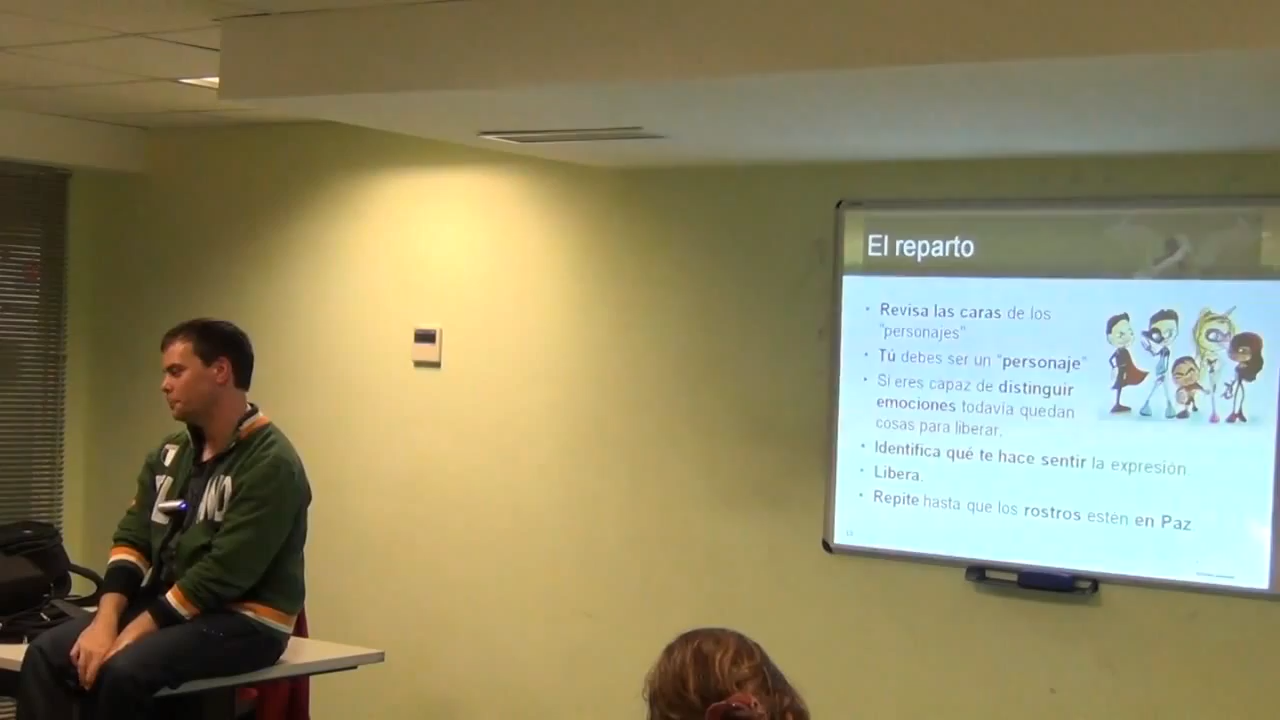 El reparto
• Revisa las caras de los
"personajes"
• Tú debes ser un "personaje"
• Si eres capaz de distinguir
emociones todavía quedan
cosas para liberar.
• Identifica qué te hace sentir la expresión
• Libera.
• Repite hasta que los rostros estén en Paz